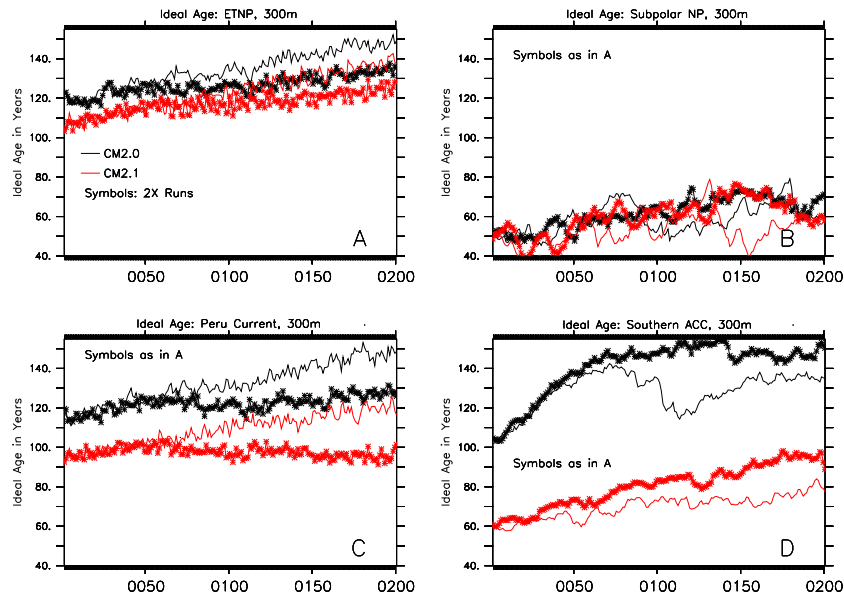 Ideal Age: ETNP, 300m
Ideal Age in Years
140.
120.
100.
80.
60.
40.
CM2.0
CM2.1
Symbols: 2X Runs
A
0050 0100 0150 0200
Ideal Age: Subpolar NP, 300m
Ideal Age in Years
140.
120.
100.
80.
60.
40.
Symbols as in A
B
0050 0100 0150 0200
Ideal Age: Peru Current, 300m
Ideal Age in Years
140.
120.
100.
80.
60.
40.
Symbols as in A
C
0050 0100 0150 0200
Ideal Age: Southern ACC, 300m
Ideal Age in Years
140.
120.
100.
80.
60.
40.
Symbols as in A
D
0050 0100 0150 0200